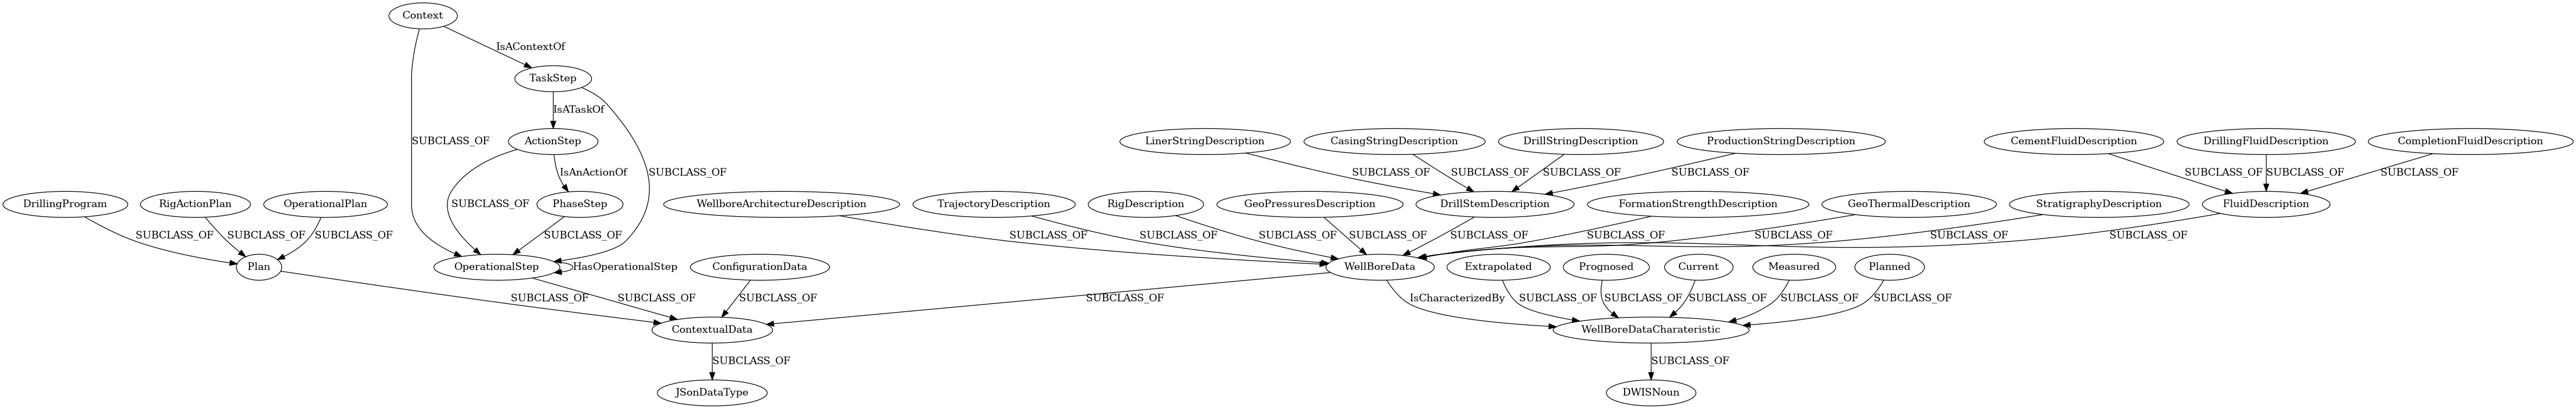 Context
IsAContextOf
TaskStep
IsATaskOf
SUBCLASS_OF
ActionStep
LinerStringDescription
CasingStringDescription
DrillStringDescription
ProductionStringDescription
CementFluidDescription
DrillingFluidDescription
CompletionFluidDescription
IsAnActionOf
SUBCLASS_OF
SUBCLASS_OF
SUBCLASS_OF
SUBCLASS_OF
SUBCLASS_OF
SUBCLASS_OF
SUBCLASS_OF
SUBCLASS_OF
DrillingProgram
RigActionPlan
OperationalPlan
SUBCLASS_OF
PhaseStep
WellboreArchitectureDescription
TrajectoryDescription
RigDescription
GeoPressuresDescription
DrillStemDescription
FormationStrengthDescription
GeoThermalDescription
StratigraphyDescription
FluidDescription
SUBCLASS_OF
SUBCLASS_OF
SUBCLASS_OF
SUBCLASS_OF
SUBCLASS_OF
SUBCLASS_OF
SUBCLASS_OF
SUBCLASS_OF
SUBCLASS_OF
SUBCLASS_OF
SUBCLASS_OF
SUBCLASS_OF
SUBCLASS_OF
Plan
OperationalStep
HasOperationalStep
ConfigurationData
WellBoreData
Extrapolated
Prognosed
Current
Measured
Planned
SUBCLASS_OF
SUBCLASS_OF
SUBCLASS_OF
SUBCLASS_OF
IsCharacterizedBy
SUBCLASS_OF
SUBCLASS_OF
SUBCLASS_OF
SUBCLASS_OF
SUBCLASS_OF
ContextualData
WellBoreDataCharateristic
SUBCLASS_OF
SUBCLASS_OF
JSonDataType
DWISNoun